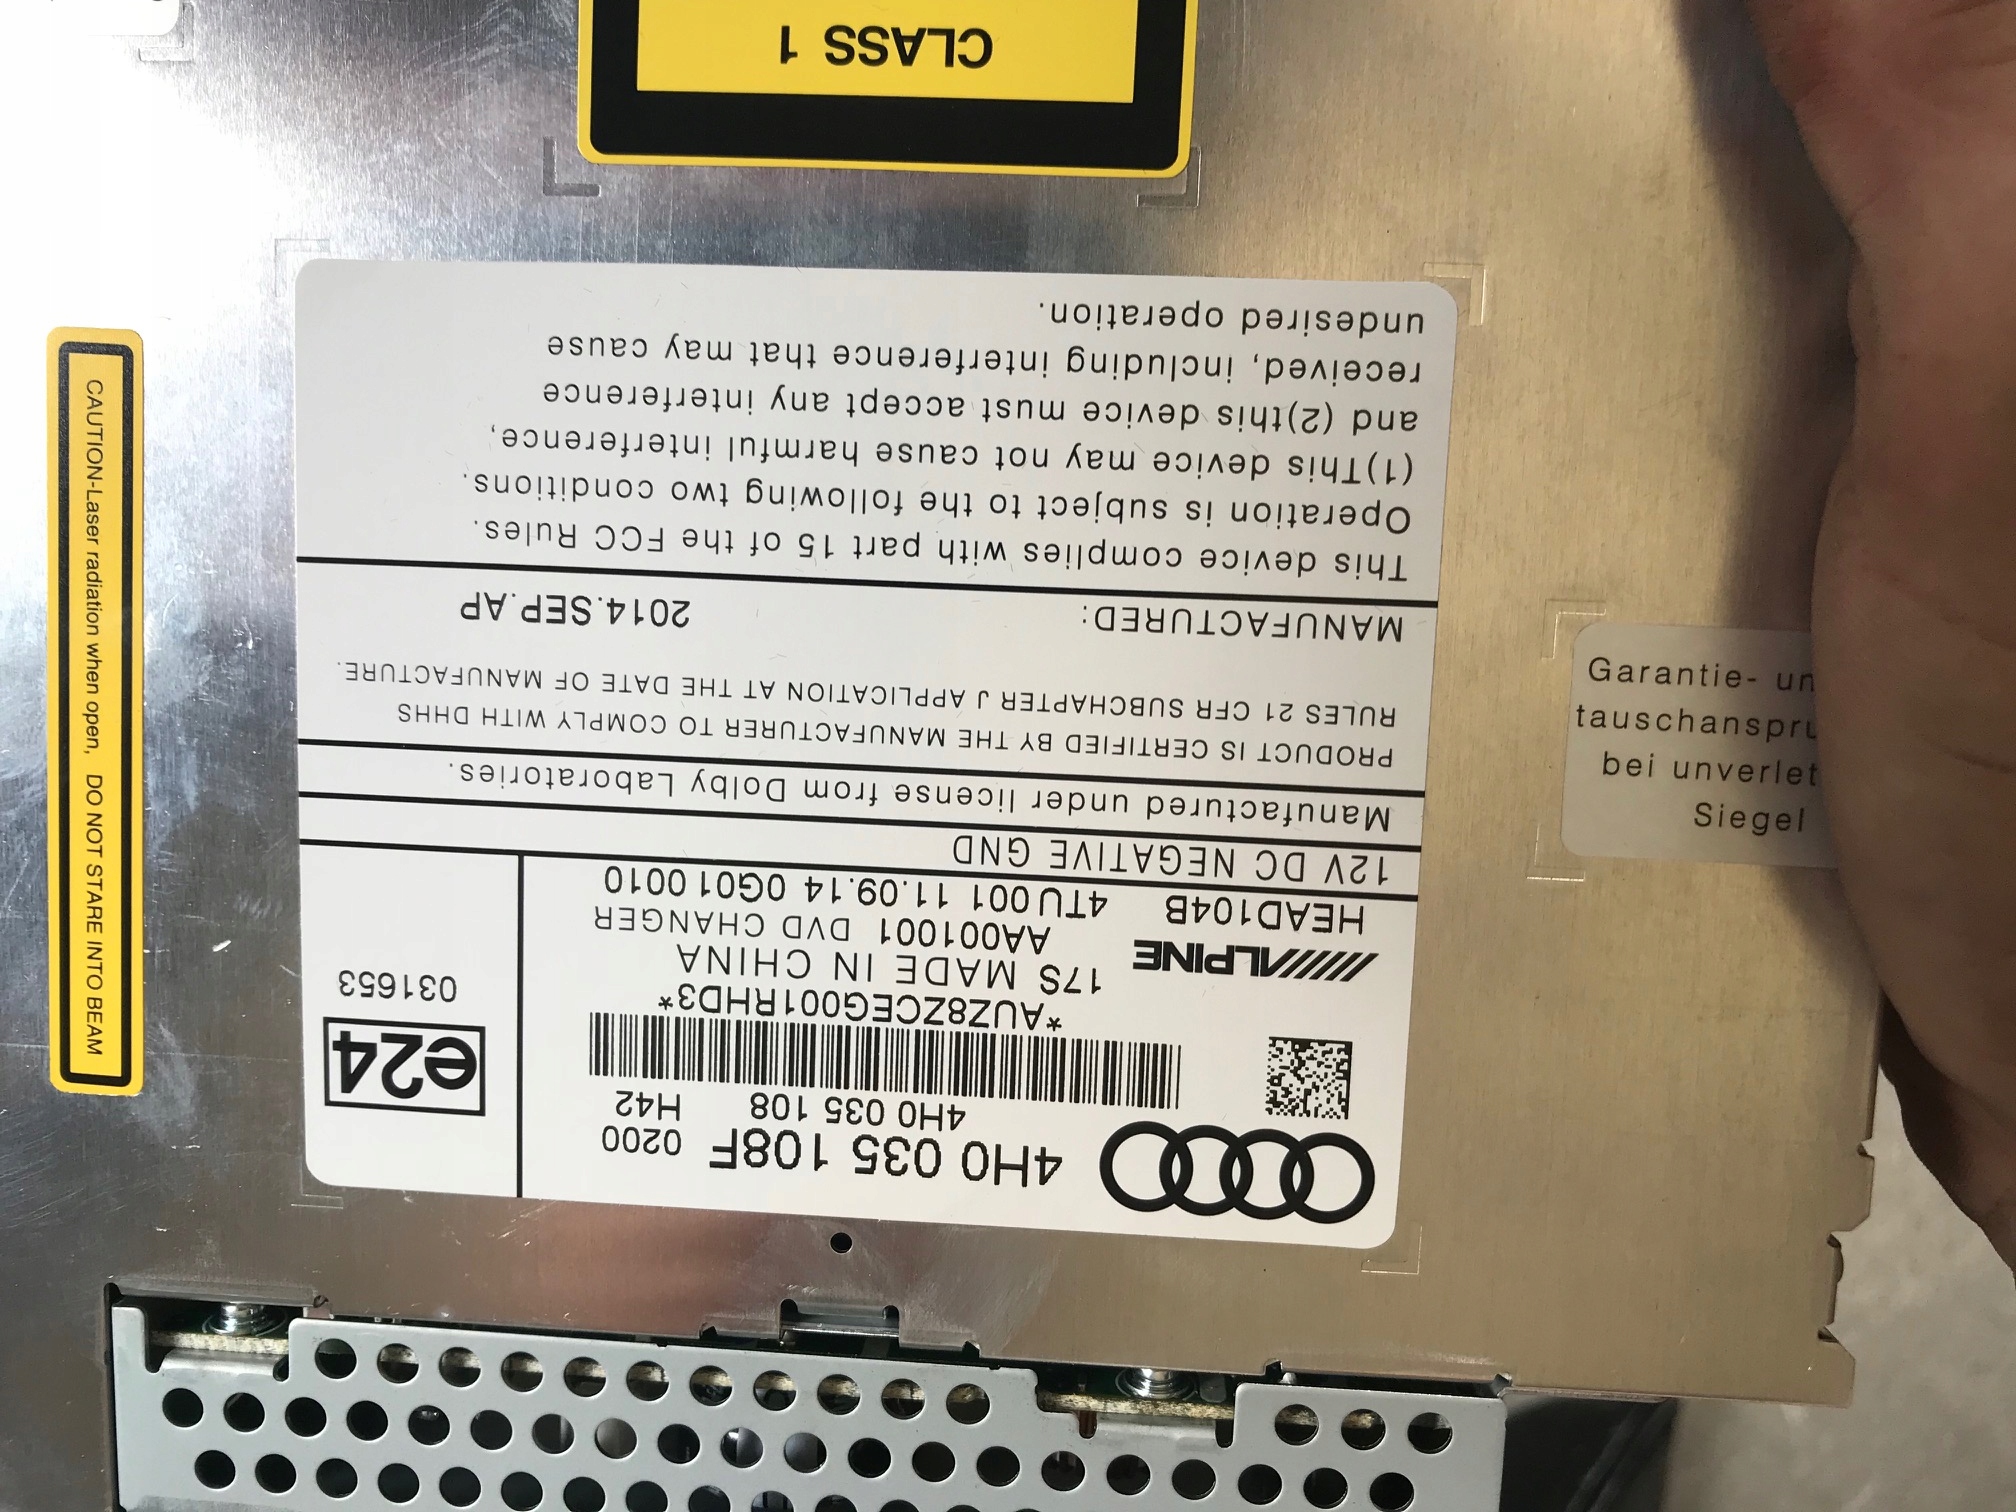 4H0 035 108F 0200
4H0 035 108 H42
*AUZ8ZCEG001RHD3*
17S MADE IN CHINA
ALPINE AA001001 DVD CHANGER
HEAD104B 4TU 001 11.09.14 0G01 0010
e24
031653
12V DC NEGATIVE GND
Manufactured under license from Dolby Laboratories.
PRODUCT IS CERTIFIED BY THE MANUFACTURER TO COMPLY WITH DHHS
RULES 21 CFR SUBCHAPTER J APPLICATION AT THE DATE OF MANUFACTURE.
MANUFACTURED: 2014.SEP.AP
This device complies with part 15 of the FCC Rules.
Operation is subject to the following two conditions.
(1)This device may not cause harmful interference,
and (2)this device must accept any interference
received, including interference that may cause
undesired operation.
CLASS 1
CAUTION-Laser radiation when open, DO NOT STARE INTO BEAM
Garantie-
bei
Siegel